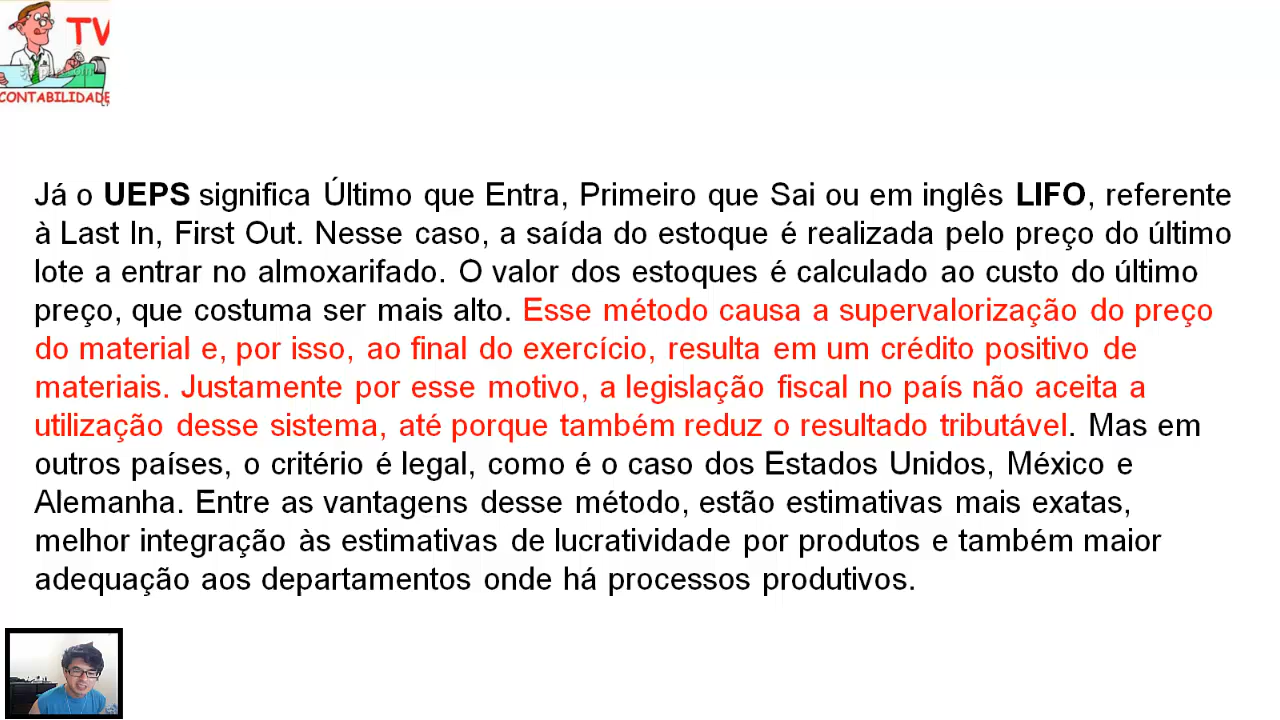 TV
CONTABILIDADE
Já o UEPS significa Último que Entra, Primeiro que Sai ou em inglês LIFO, referente
à Last In, First Out. Nesse caso, a saída do estoque é realizada pelo preço do último
lote a entrar no almoxarifado. O valor dos estoques é calculado ao custo do último
preço, que costuma ser mais alto. Esse método causa a supervalorização do preço
do material e, por isso, ao final do exercício, resulta em um crédito positivo de
materiais. Justamente por esse motivo, a legislação fiscal no país não aceita a
utilização desse sistema, até porque também reduz o resultado tributável. Mas em
outros países, o critério é legal, como é o caso dos Estados Unidos, México e
Alemanha. Entre as vantagens desse método, estão estimativas mais exatas,
melhor integração às estimativas de lucratividade por produtos e também maior
adequação aos departamentos onde há processos produtivos.